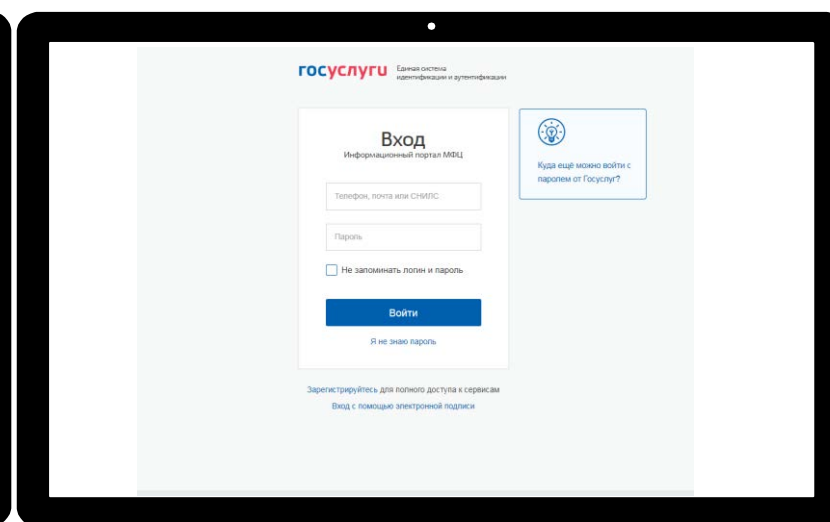 госуслуги
Единая система
идентификации и аутентификации
Вход
Информационный портал МФЦ
Телефон, почта или СНИЛС
Пароль
Не запоминать логин и пароль
Войти
Я не знаю пароль
Куда ещё можно войти с
паролем от Госуслуг?
Зарегистрируйтесь для полного доступа к сервисам
Вход с помощью электронной подписи